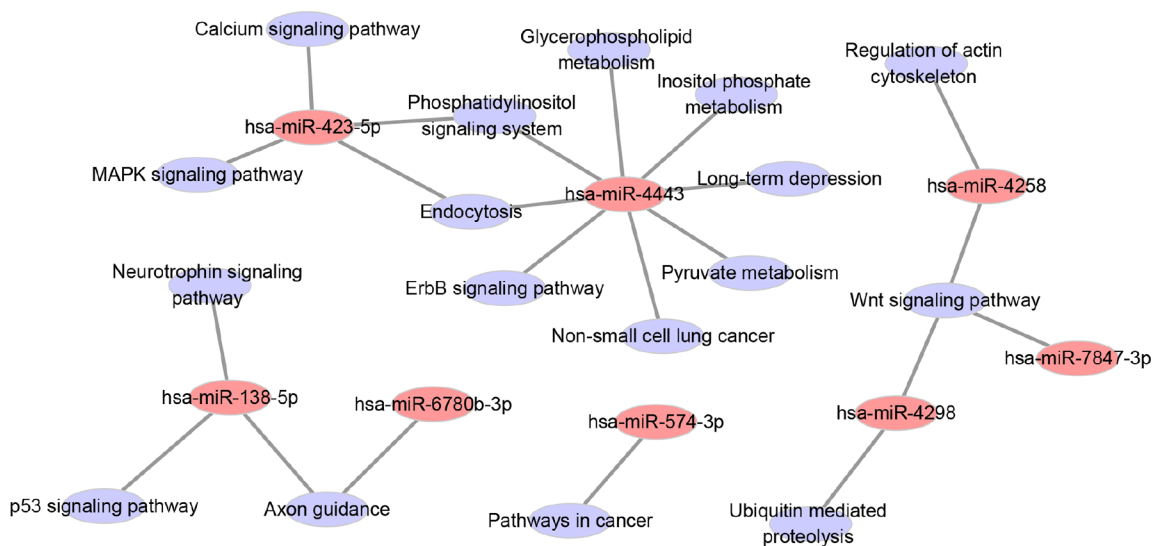 Calcium signaling pathway
Glycerophospholipid
metabolism
Regulation of actin
cytoskeleton
Inositol phosphate
metabolism
Phosphatidylinositol
signaling system
hsa-miR-423-5p
MAPK signaling pathway
Long-term depression
hsa-miR-4443
hsa-miR-4258
Endocytosis
Neurotrophin signaling
pathway
ErbB signaling pathway
Pyruvate metabolism
Wnt signaling pathway
Non-small cell lung cancer
hsa-miR-7847-3p
hsa-miR-138-5p
hsa-miR-6780b-3p
hsa-miR-574-3p
hsa-miR-4298
p53 signaling pathway
Axon guidance
Pathways in cancer
Ubiquitin mediated
proteolysis